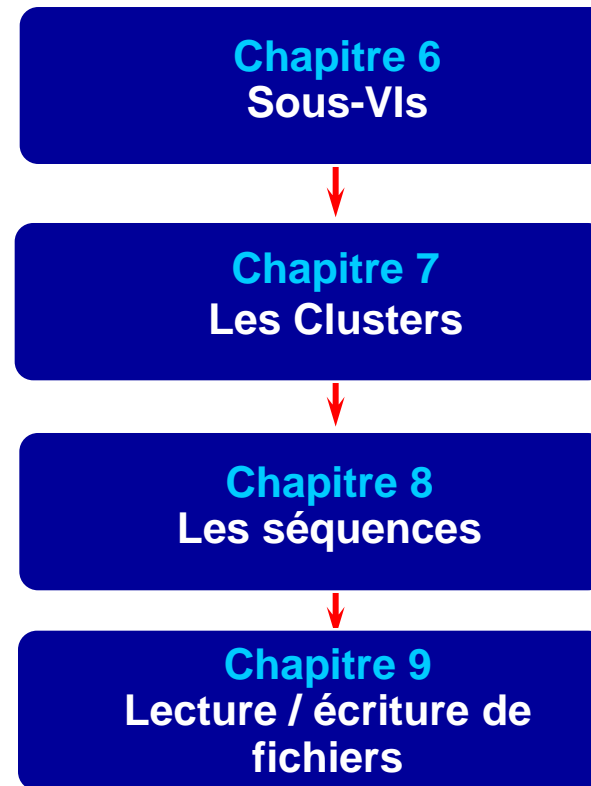 Chapitre 6
Sous-VIs
Chapitre 7
Les Clusters
Chapitre 8
Les séquences
Chapitre 9
Lecture / écriture de
fichiers